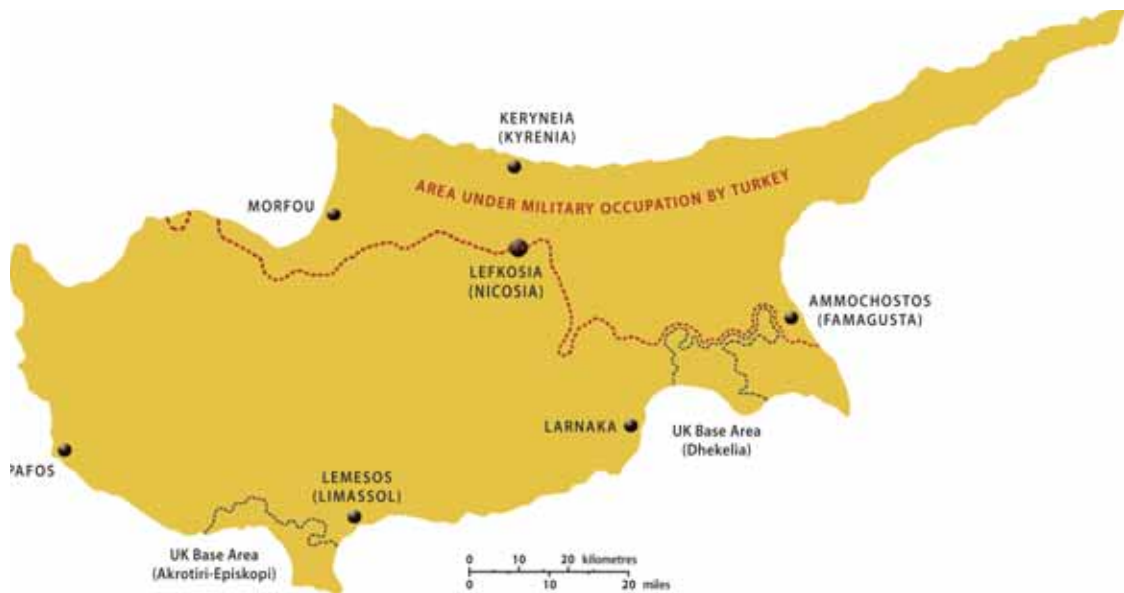 KERYNEIA
(KYRENIA)
AREA UNDER MILITARY OCCUPATION BY TURKEY
MORFOU
LEFKOSIA
(NICOSIA)
AMMOCHOSTOS
(FAMAGUSTA)
LARNAKA
UK Base Area
(Dhekelia)
PAFOS
LEMESOS
(LIMASSOL)
UK Base Area
(Akrotiri-Episkopi)
0 10 20 kilometres
0 10 20 miles